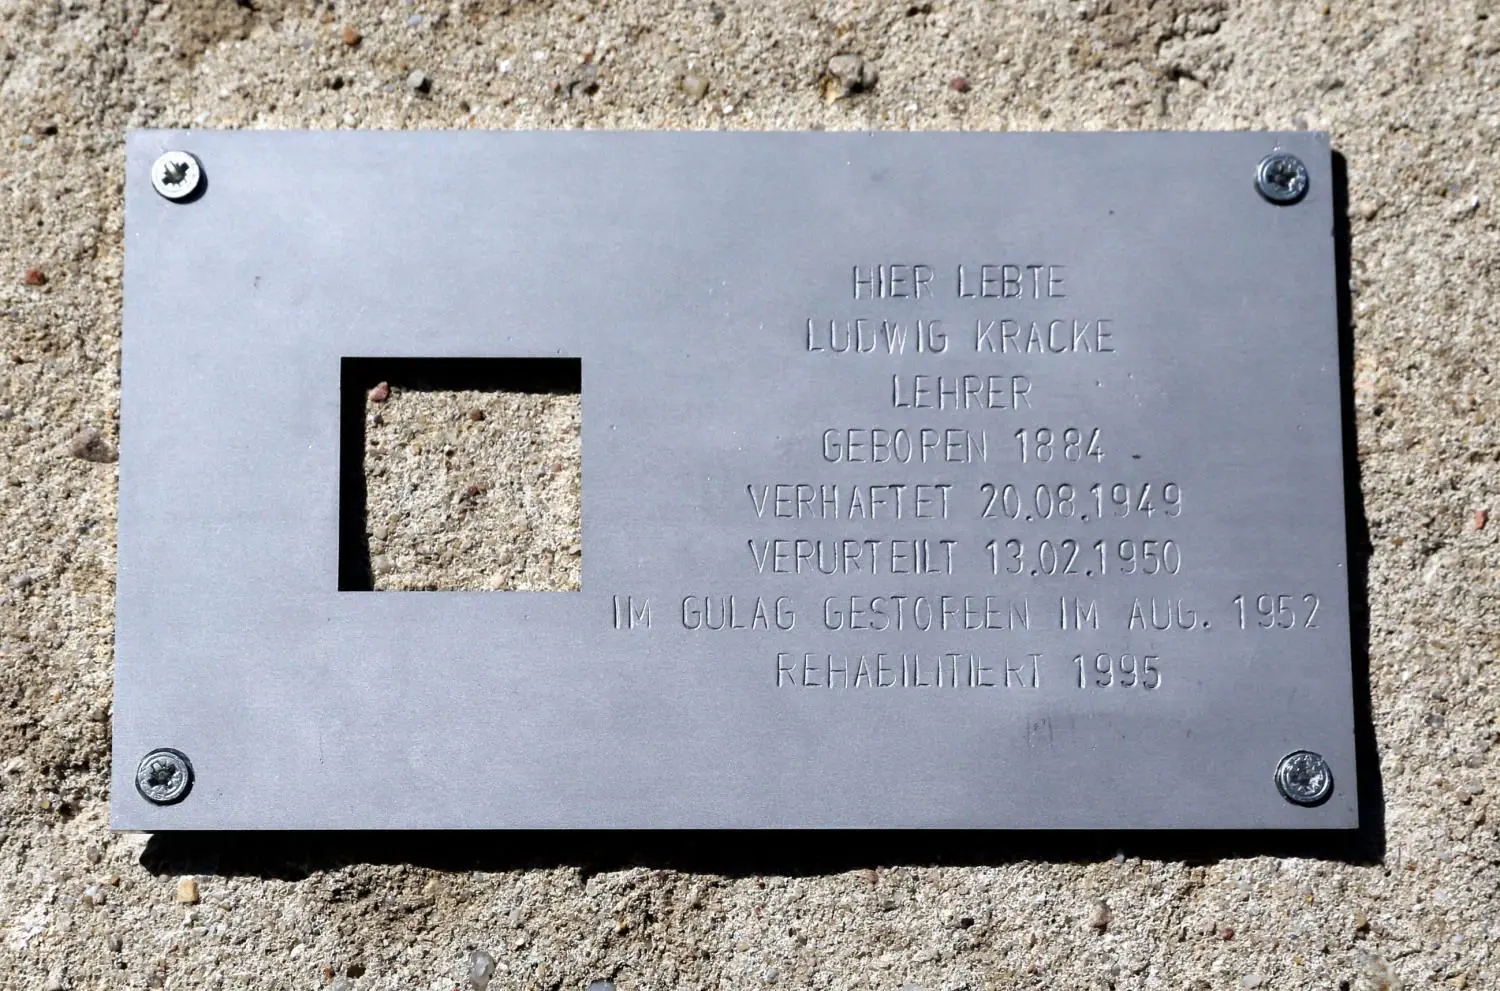 HIER LEBTE
LUDWIG KRACKE
LEHRER
GEBOREN 1884
VERHAFTET 20.08.1949
VERURTEILT 13.02.1950
IM GULAG GESTORBEN IM AUG. 1952
REHABILITIERT 1995